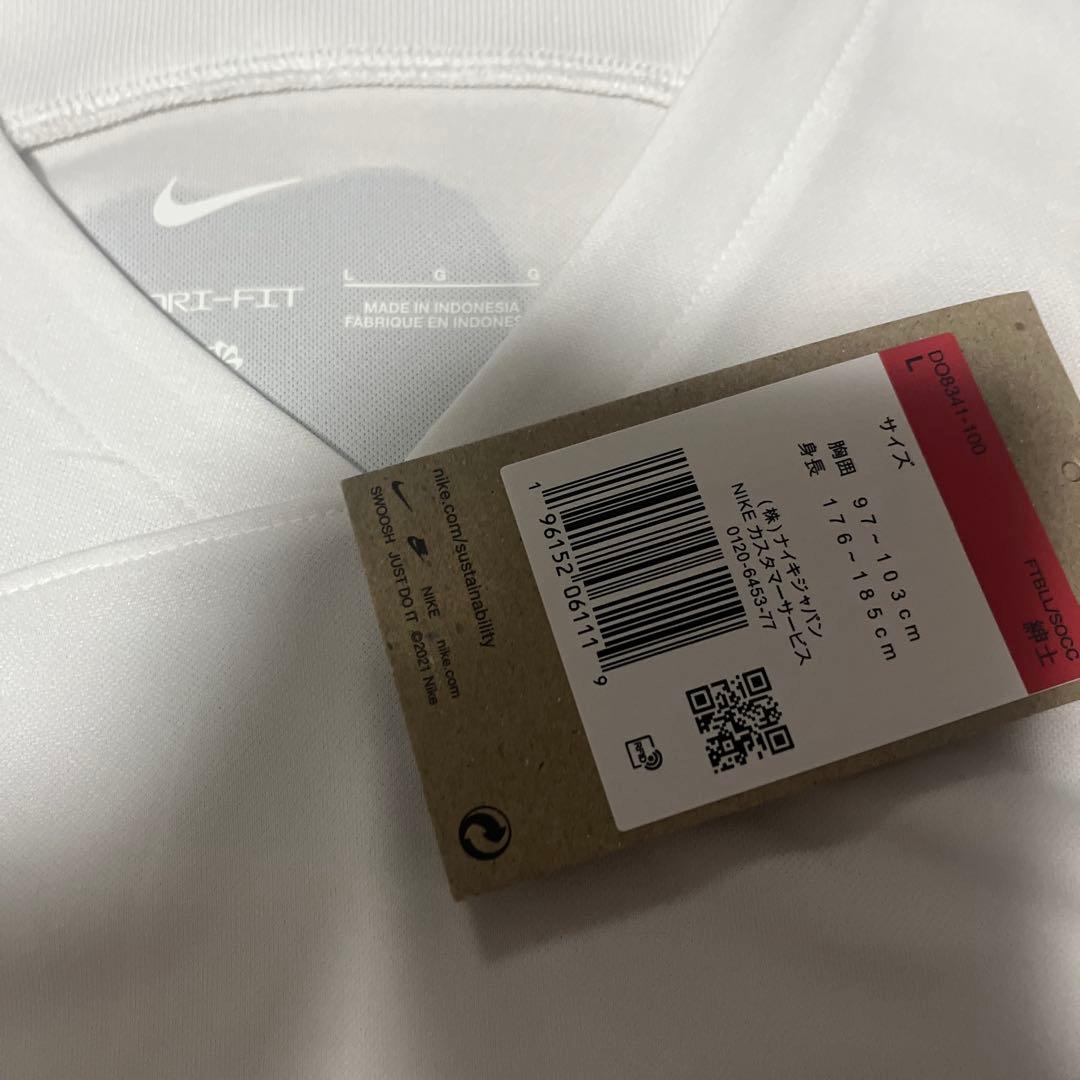 DRI-FIT
L G G
MADE IN INDONESIA
FABRIQUE EN INDONES
DO8341-100
L
FTBLL/SOCC
紳士
サイズ
胸囲 97~103cm
身長 176~185cm
(株)ナイキジャパン
NIKE カスタマーサービス
0120-6453-77
1 96152 06111 9
RFID
nike.com/sustainability
NIKE nike.com
SWOOSH JUST DO IT ©2021 Nike